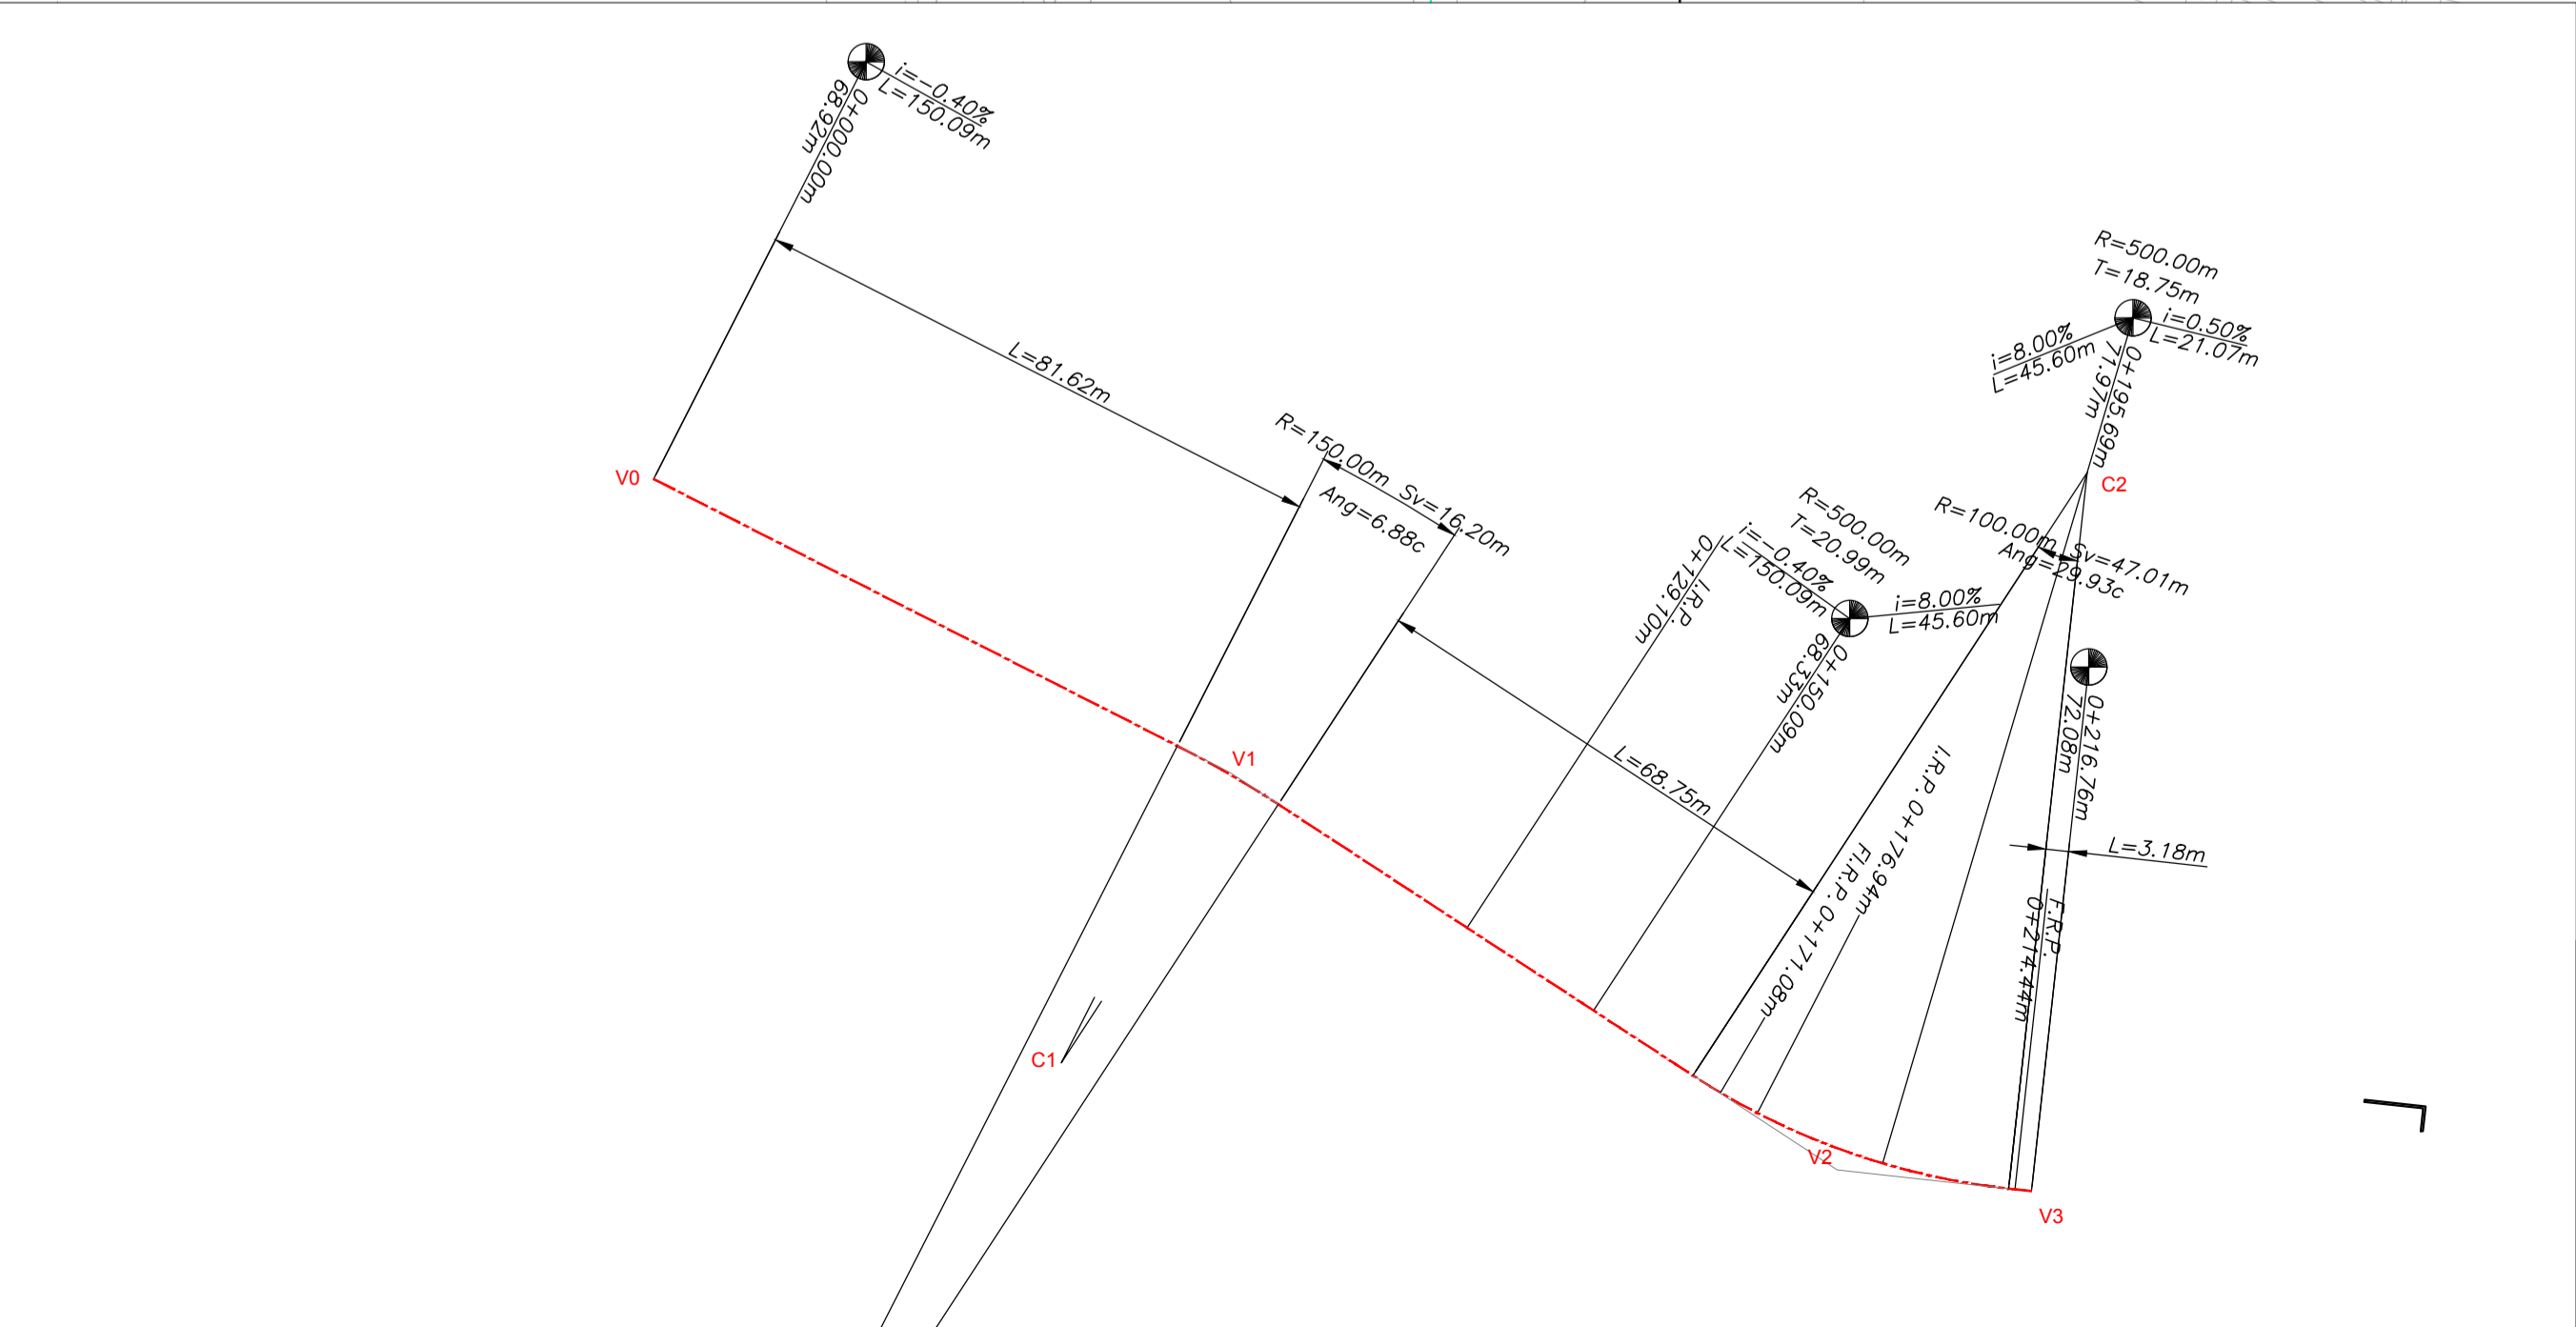 i=-0.40%
L=150.09m
68.92m
0+000.00m
L=81.62m
V0
R=150.00m Sv=16.20m
Ang=6.88c
V1
C1
0+129.10m
I.R.P.
R=500.00m
T=20.99m
i=-0.40%
L=150.09m
i=8.00%
L=45.60m
68.33m
0+150.09m
L=68.75m
R=500.00m
T=18.75m
i=8.00%
L=45.60m
i=0.50%
L=21.07m
71.97m
0+195.69m
C2
R=100.00m Sv=47.01m
Ang=29.93c
I.R.P. 0+176.94m
FI.R.P. 0+171.08m
72.08m
0+216.76m
L=3.18m
F.R.P.
0+214.44m
V2
V3